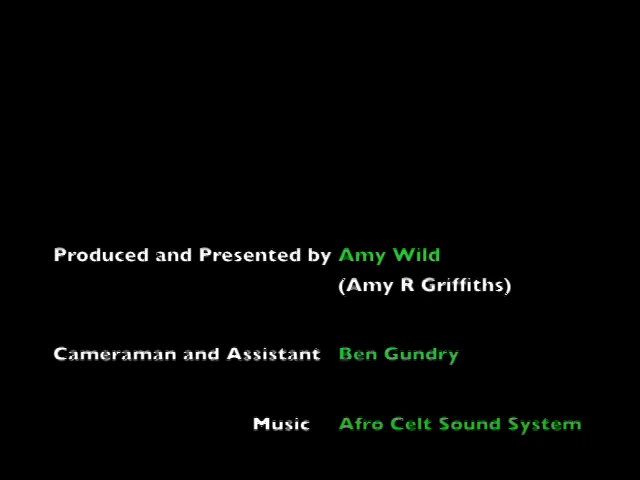 Produced and Presented by Amy Wild
(Amy R Griffiths)
Cameraman and Assistant Ben Gundry
Music Afro Celt Sound System